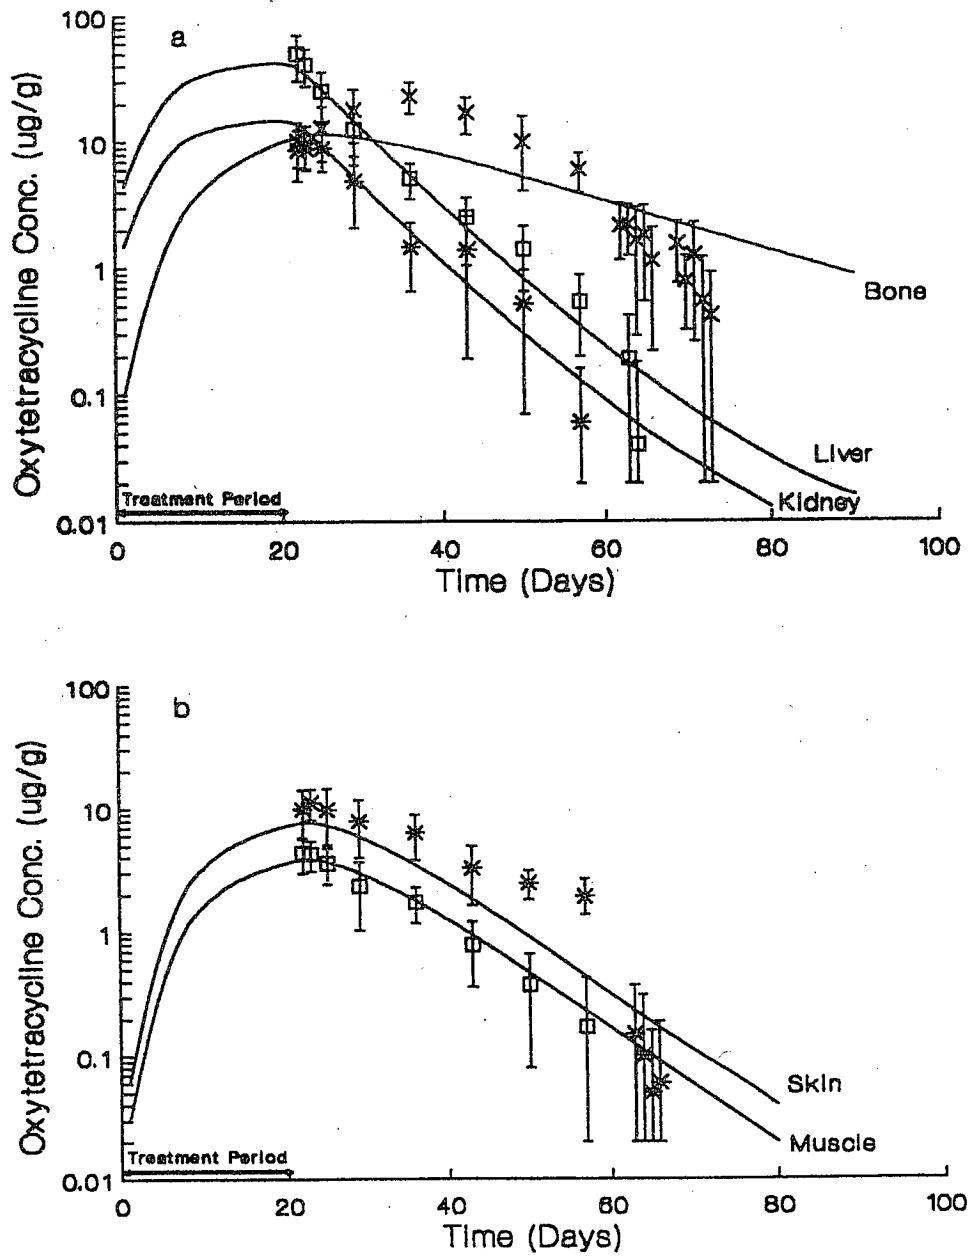 a
Oxytetracycline Conc. (ug/g)
100
10
1
0.1
0.01
Bone
Liver
Kidney
Treatment Period
0 20 40 60 80 100
Time (Days)
b
Oxytetracycline Conc. (ug/g)
100
10
1
0.1
0.01
Skin
Muscle
Treatment Period
0 20 40 60 80 100
Time (Days)